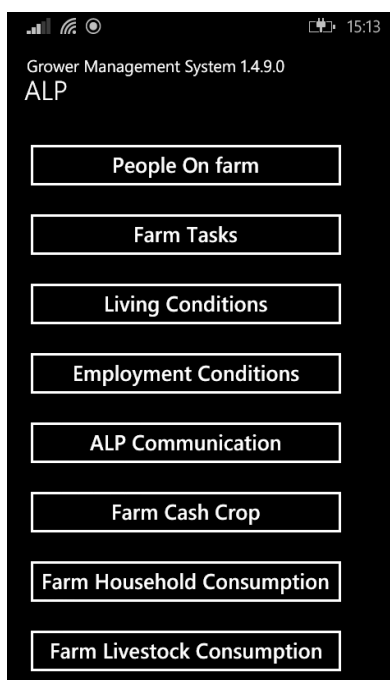 15:13
Grower Management System 1.4.9.0
ALP
People On farm
Farm Tasks
Living Conditions
Employment Conditions
ALP Communication
Farm Cash Crop
Farm Household Consumption
Farm Livestock Consumption